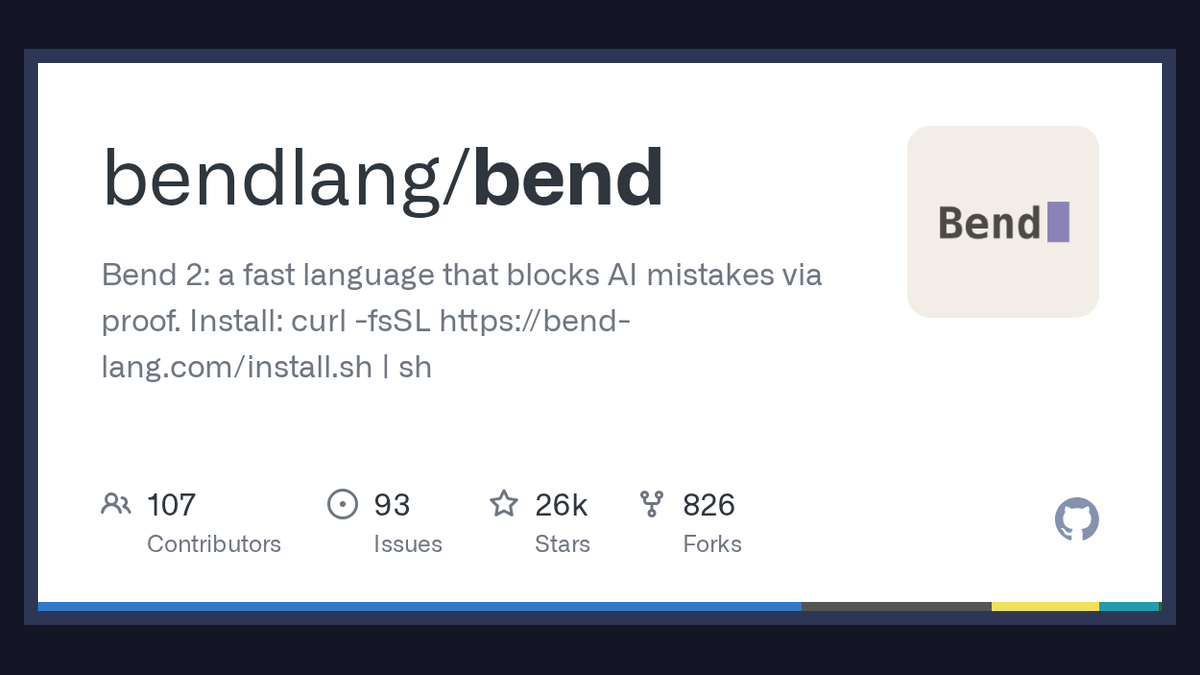 bendlang/bend
Bend
Bend 2: a fast language that blocks AI mistakes via
proof. Install: curl -fsSL https://bend-
lang.com/install.sh | sh
107 93 26k 826
Contributors Issues Stars Forks